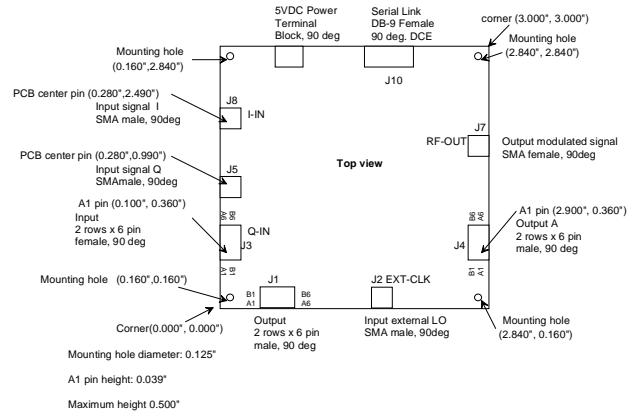 5VDC Power
Terminal
Block, 90 deg
Serial Link
DB-9 Female
90 deg. DCE
corner (3.000", 3.000")
Mounting hole
(0.160",2.840")
Mounting hole
(2.840", 2.840")
J10
PCB center pin (0.280",2.490")
Input signal I
SMA male, 90deg
J8
I-IN
J7
RF-OUT
Output modulated signal
SMA female, 90deg
PCB center pin (0.280",0.990")
Input signal Q
SMAmale, 90deg
J5
Top view
A1 pin (0.100", 0.360")
Input
2 rows x 6 pin
female, 90 deg
A6 B6
Q-IN
J3
A1 B1
B6 A6
J4
B1 A1
A1 pin (2.900", 0.360")
Output A
2 rows x 6 pin
male, 90 deg
Mounting hole (0.160",0.160")
J1
B1 B6
A1 A6
J2 EXT-CLK
Corner(0.000", 0.000")
Output
2 rows x 6 pin
male, 90 deg
Input external LO
SMA male, 90deg
Mounting hole
(2.840", 0.160")
Mounting hole diameter: 0.125"
A1 pin height: 0.039"
Maximum height 0.500"